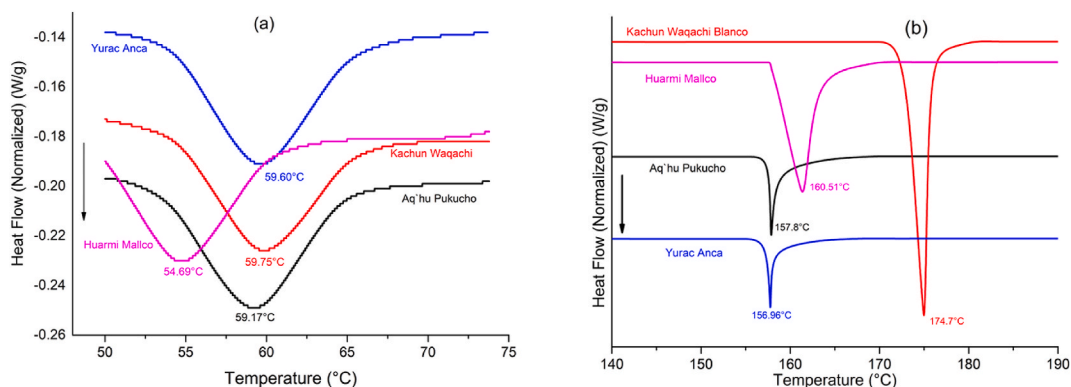 (a)
Yurac Anca
59.60°C
Kachun Waqachi
Aq`hu Pukucho
Huarmi Mallco
54.69°C
59.75°C
59.17°C
-0.14
-0.16
-0.18
-0.20
-0.22
-0.24
-0.26
50
55
60
65
70
75
Heat Flow (Normalized) (W/g)
Temperature (°C)
(b)
Kachun Waqachi Blanco
Huarmi Mallco
160.51°C
Aq`hu Pukucho
157.8°C
Yurac Anca
156.96°C
174.7°C
140
150
160
170
180
190
Heat Flow (Normalized) (W/g)
Temperature (°C)